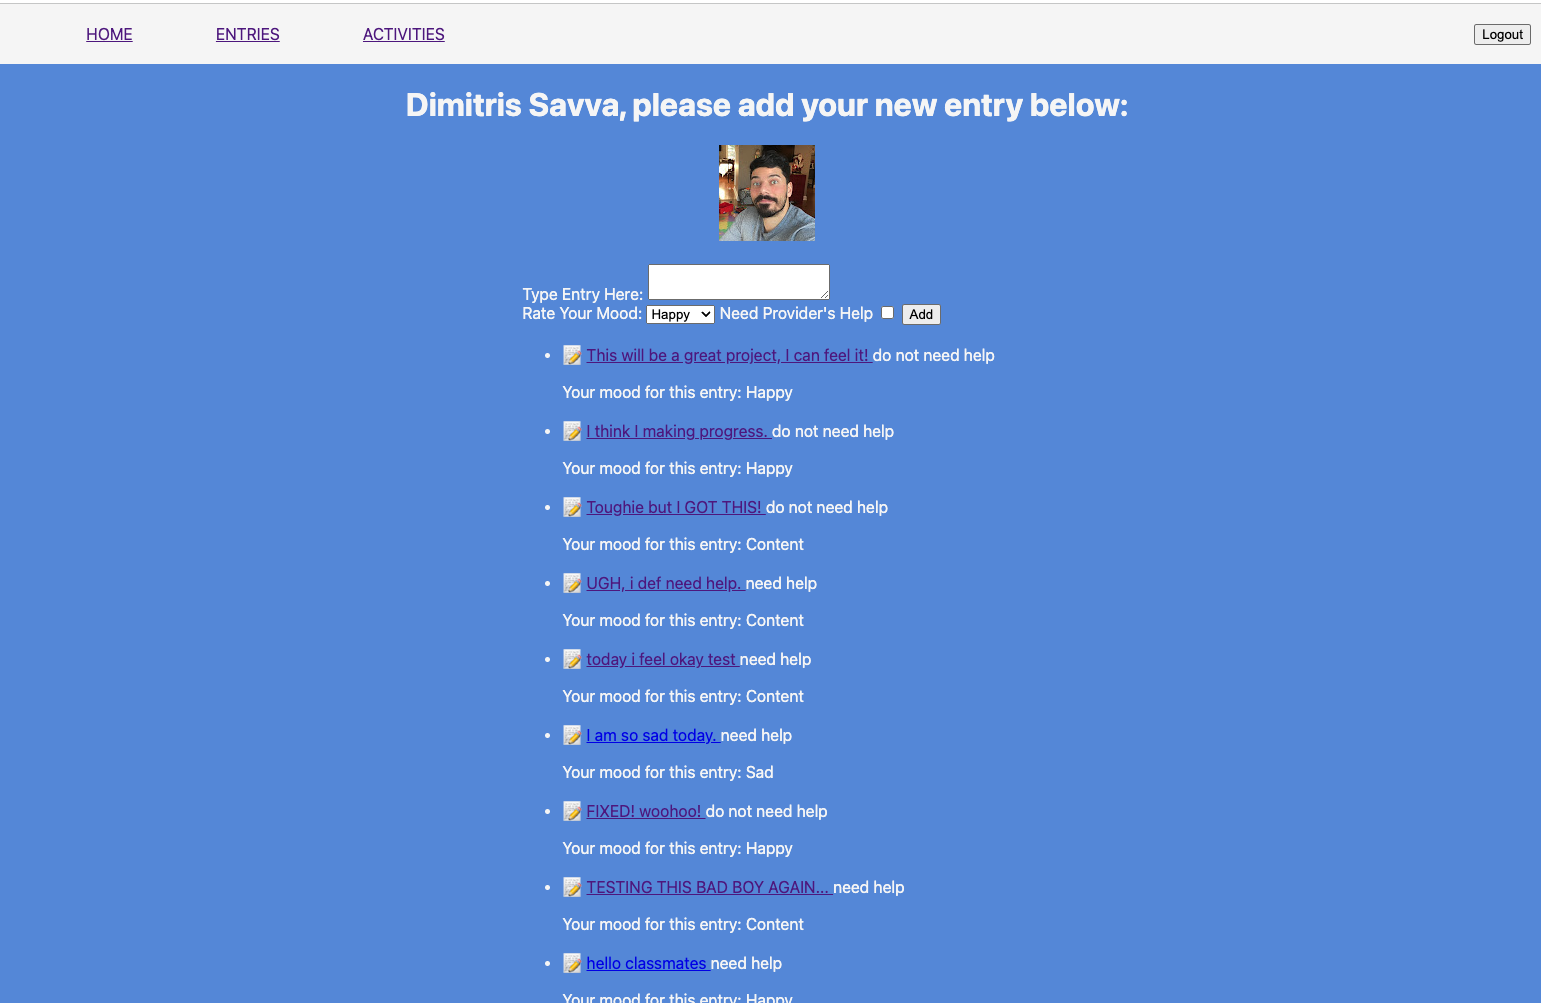 HOME ENTRIES ACTIVITIES Logout
Dimitris Savva, please add your new entry below:
Type Entry Here:
Rate Your Mood: Happy Need Provider's Help Add
This will be a great project, I can feel it! do not need help
Your mood for this entry: Happy
I think I making progress. do not need help
Your mood for this entry: Happy
Toughie but I GOT THIS! do not need help
Your mood for this entry: Content
UGH, i def need help. need help
Your mood for this entry: Content
today i feel okay test need help
Your mood for this entry: Content
I am so sad today. need help
Your mood for this entry: Sad
FIXED! woohoo! do not need help
Your mood for this entry: Happy
TESTING THIS BAD BOY AGAIN... need help
Your mood for this entry: Content
hello classmates need help
Your mood for this entry: Happy